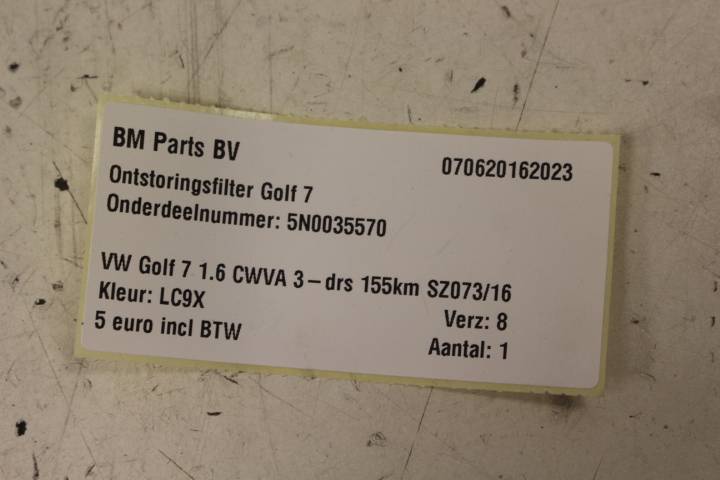 BM Parts BV
070620162023
Ontstoringsfilter Golf 7
Onderdeelnummer: 5N0035570
VW Golf 7 1.6 CWVA 3-drs 155km SZ073/16
Kleur: LC9X
Verz: 8
5 euro incl BTW
Aantal: 1